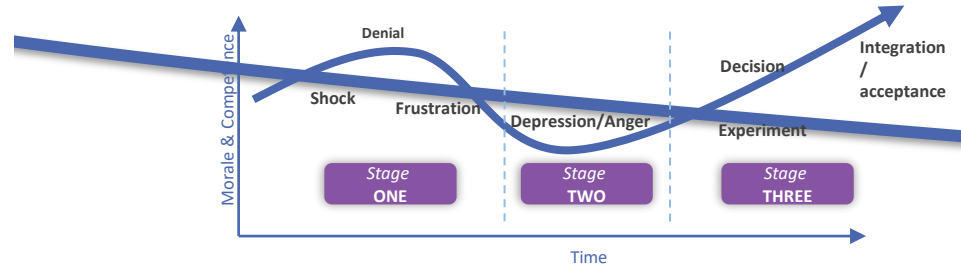 Denial
Morale & Competence
Shock
Frustration
Depression/Anger
Decision
Experiment
Integration
/
acceptance
Stage
ONE
Stage
TWO
Stage
THREE
Time